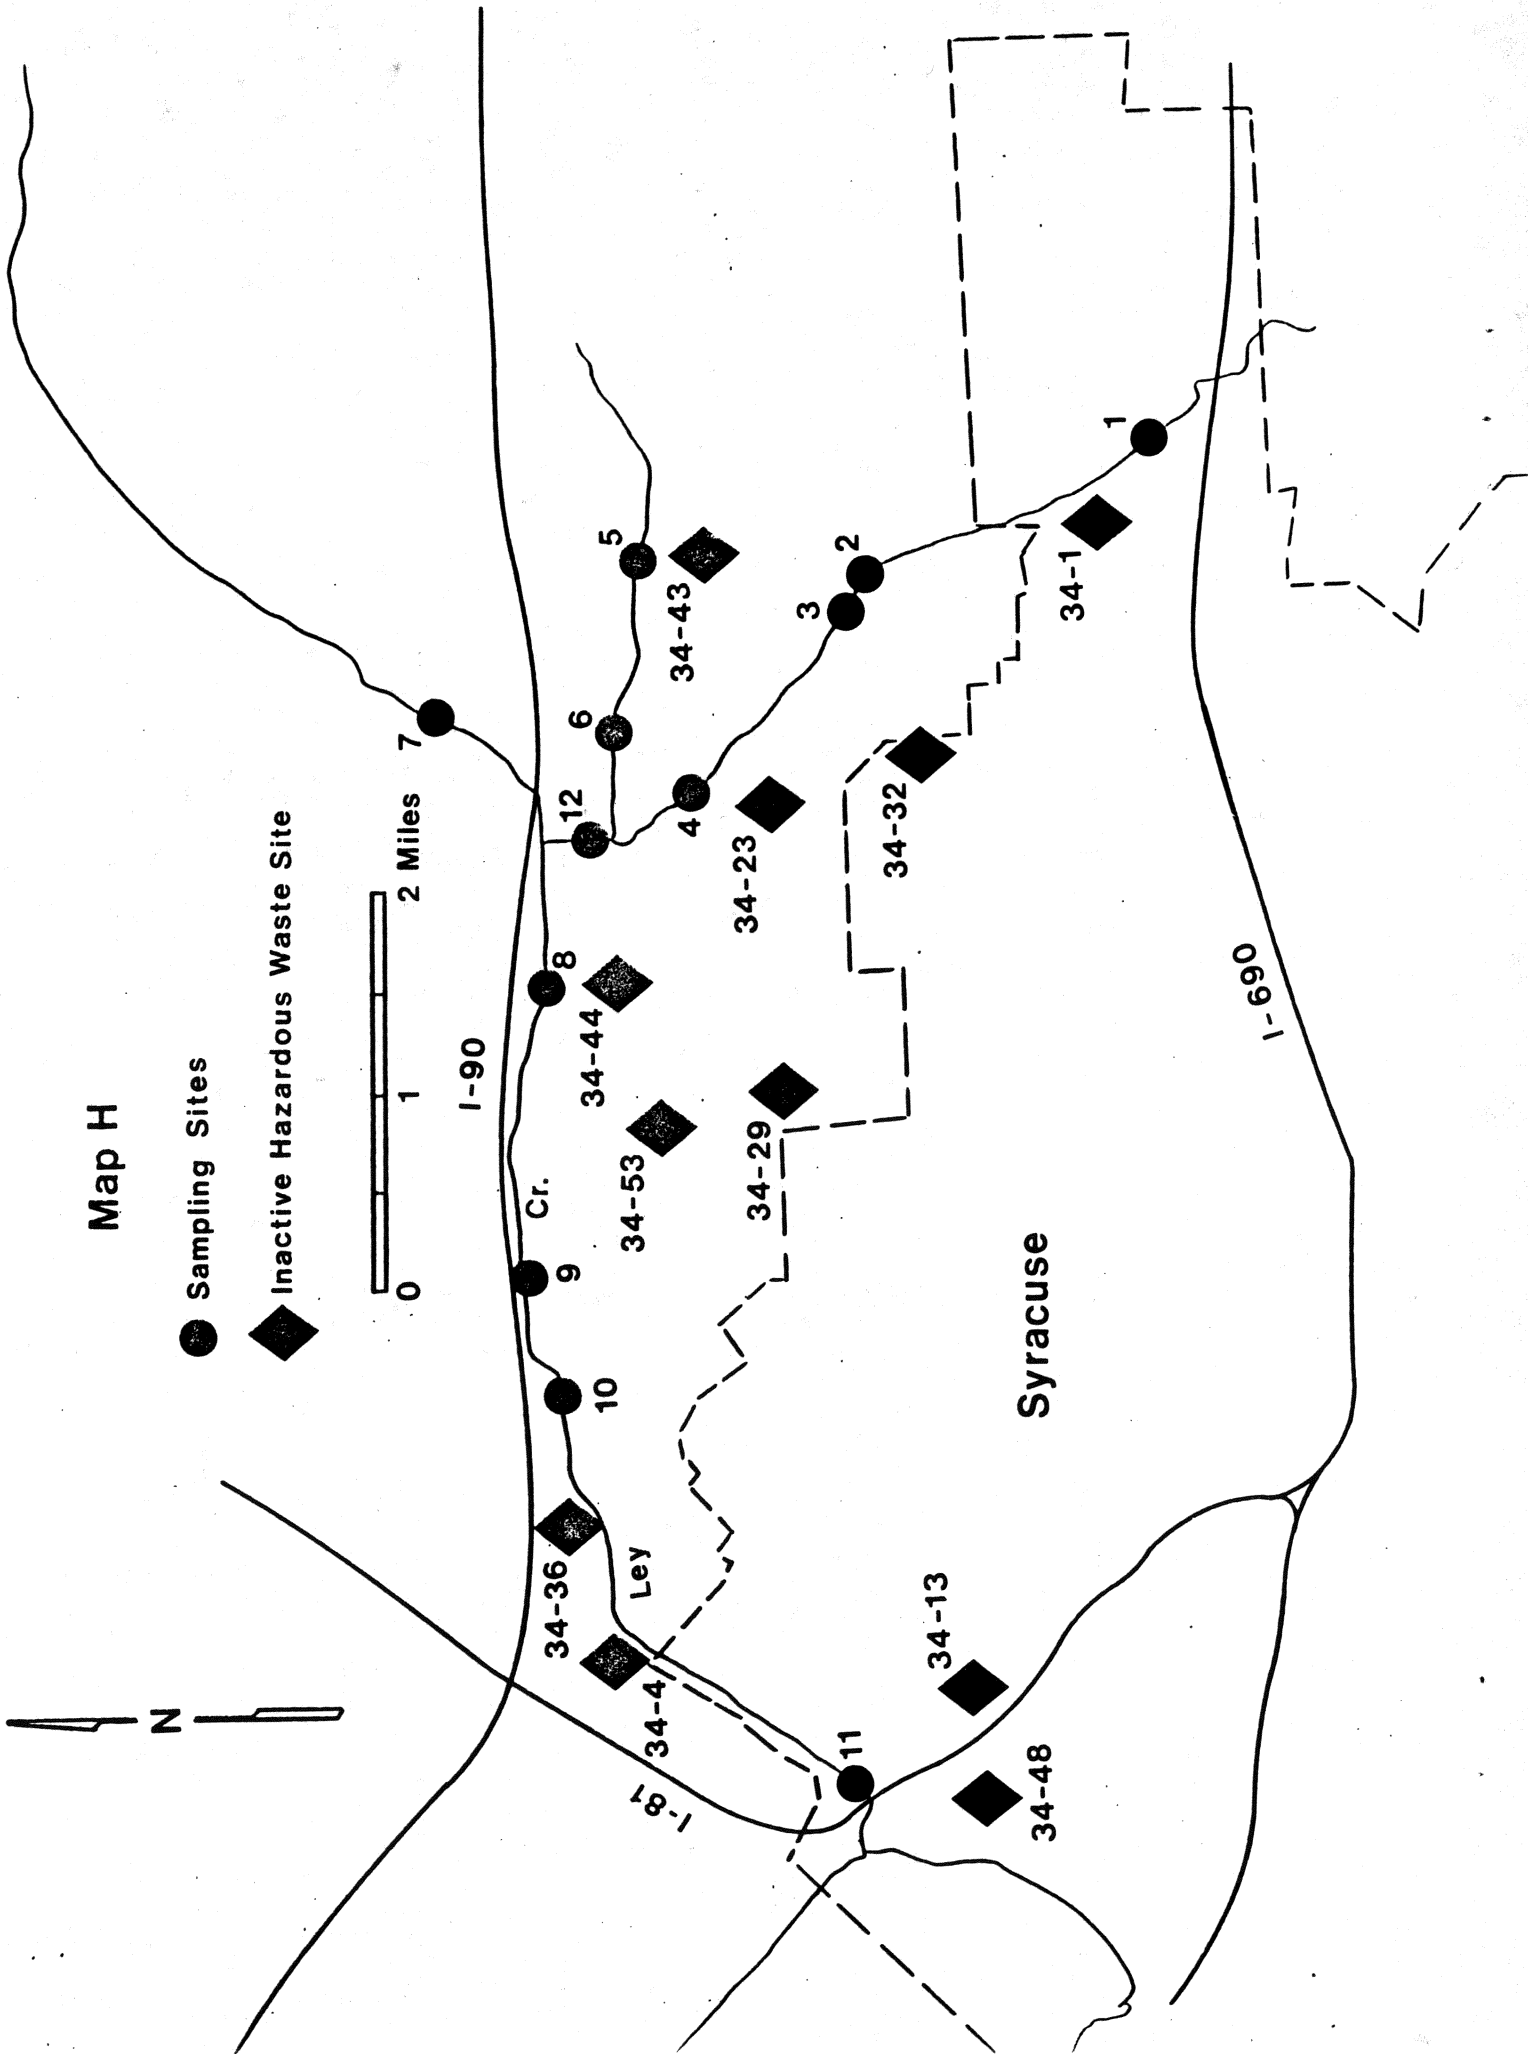 Map H
Sampling Sites
Inactive Hazardous Waste Site
0 1 2 Miles
N
I-90
I-81
I-690
Ley
Cr.
Syracuse
1
2
3
4
5
6
7
8
9
10
11
12
34-1
34-4
34-13
34-23
34-29
34-32
34-36
34-43
34-44
34-48
34-53